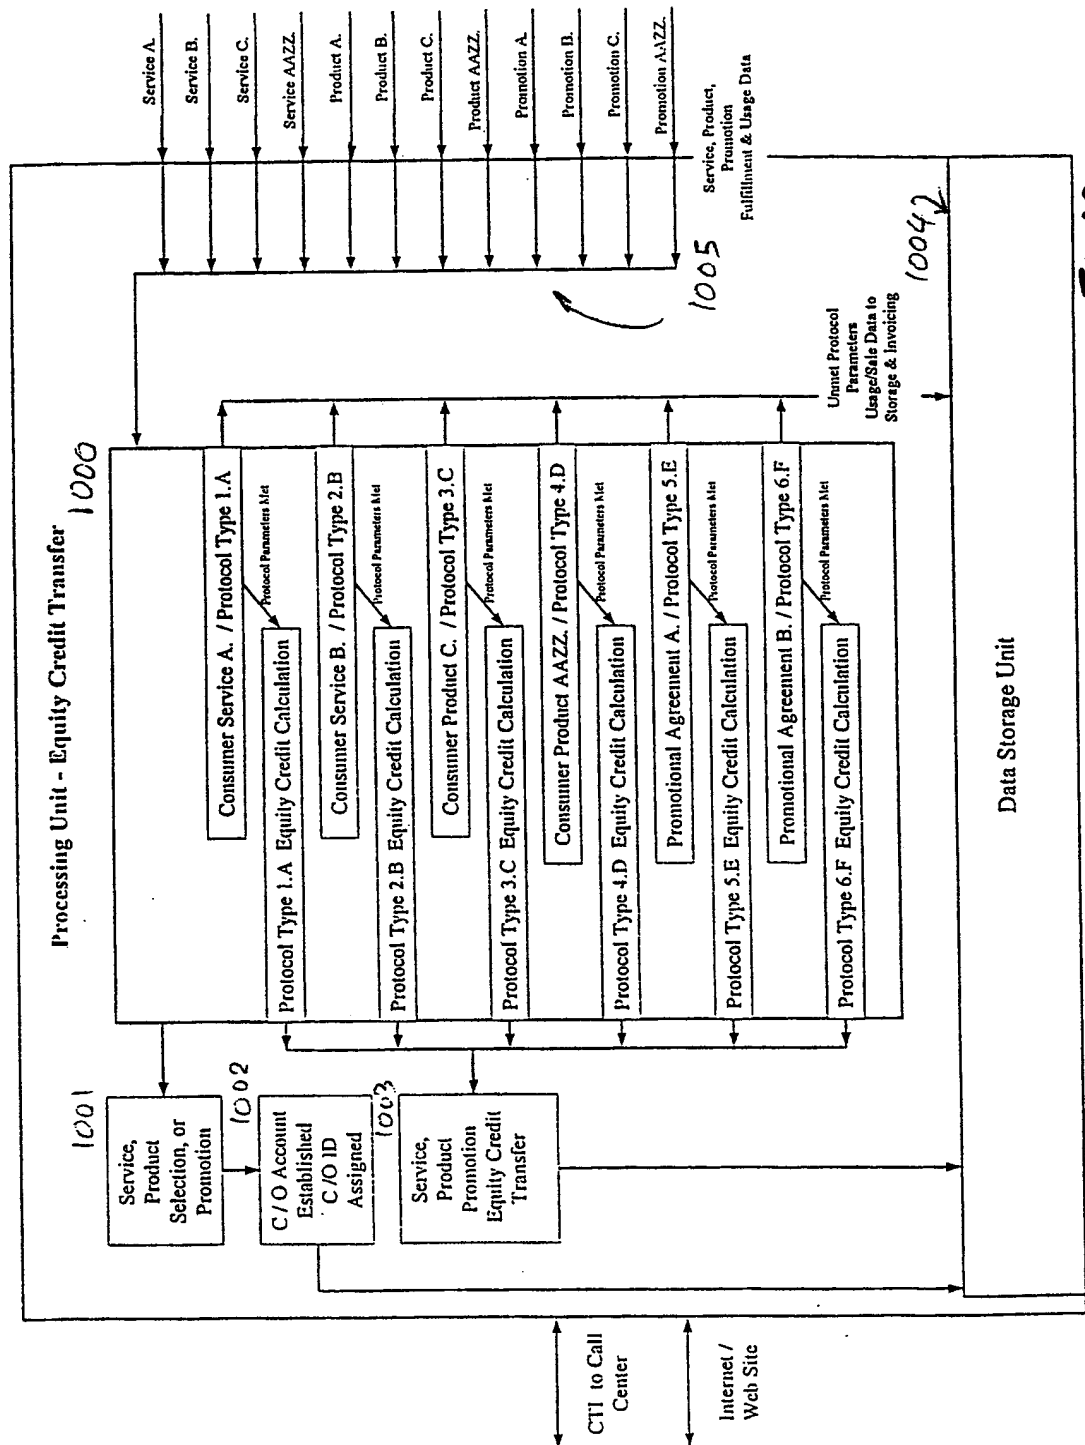 Processing Unit - Equity Credit Transfer
1000
1001
Service,
Product
Selection, or
Promotion
1002
C / O Account
Established
C / O ID
Assigned
1003
Service,
Product
Promotion
Equity Credit
Transfer
Consumer Service A. / Protocol Type 1.A
Protocol Parameters Met
Protocol Type 1.A Equity Credit Calculation
Consumer Service B. / Protocol Type 2.B
Protocol Parameters Met
Protocol Type 2.B Equity Credit Calculation
Consumer Product C. / Protocol Type 3.C
Protocol Parameters Met
Protocol Type 3.C Equity Credit Calculation
Consumer Product AAZZ. / Protocol Type 4.D
Protocol Parameters Met
Protocol Type 4.D Equity Credit Calculation
Promotional Agreement A. / Protocol Type 5.E
Protocol Parameters Met
Protocol Type 5.E Equity Credit Calculation
Promotional Agreement B. / Protocol Type 6.F
Protocol Parameters Met
Protocol Type 6.F Equity Credit Calculation
Service A.
Service B.
Service C.
Service AAZZ.
Product A.
Product B.
Product C.
Product AAZZ.
Promotion A.
Promotion B.
Promotion C.
Promotion AAZZ.
Service, Product,
Promotion
Fulfillment & Usage Data
1005
Unmet Protocol
Parameters
Usage/Sale Data to
Storage & Invoicing
1004
CTI to Call
Center
Internet /
Web Site
Data Storage Unit